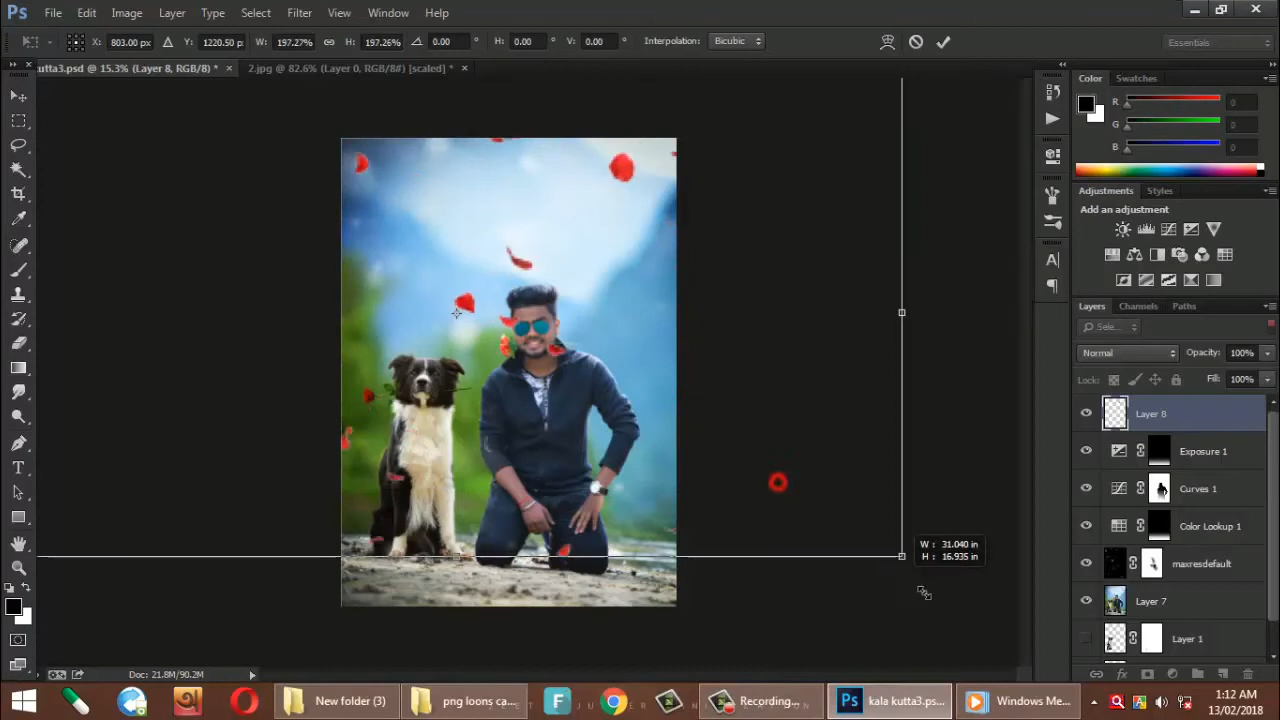 Ps File Edit Image Layer Type Select Filter View Window Help
X: 803.00 px Y: 1220.50 p W: 197.27% H: 197.26% 0.00 ° H: 0.00 ° V: 0.00 ° Interpolation: Bicubic Essentials
kutta3.psd @ 15.3% (Layer 8, RGB/8) * × 2.jpg @ 82.6% (Layer 0, RGB/8#) [scaled] * ×
Color Swatches
R 0
G 0
B 0
Adjustments Styles
Add an adjustment
Layers Channels Paths
Sele...
Normal Opacity: 100%
Lock: Fill: 100%
Layer 8
Exposure 1
Curves 1
Color Lookup 1
maxresdefault
Layer 7
Layer 1
W : 31.040 in
H : 16.935 in
Doc: 21.8M/90.2M
New folder (3) png loons ca... Recording... Ps kala kutta3.ps... Windows Me... 1:12 AM
13/02/2018